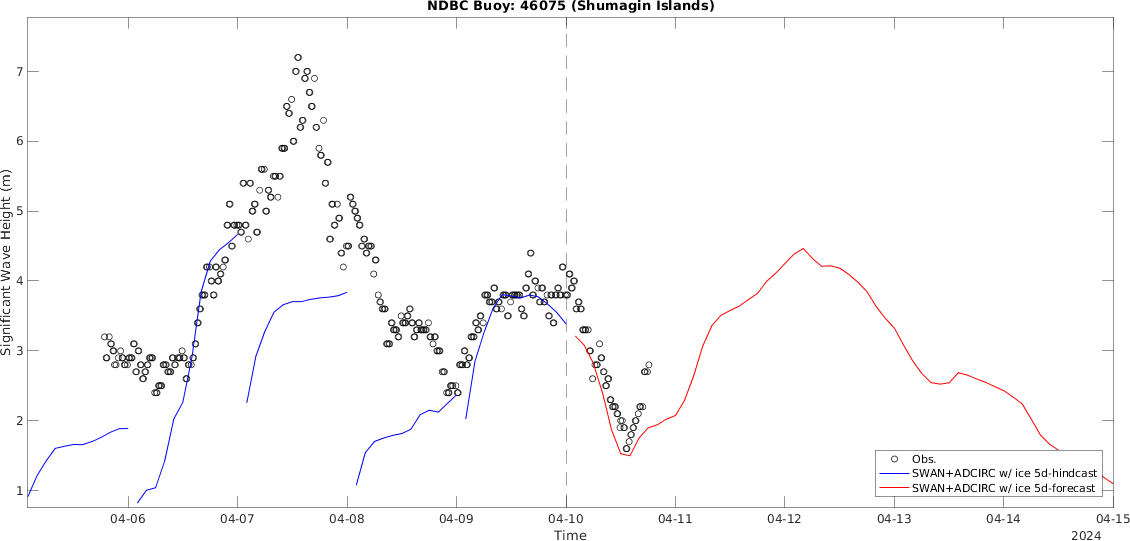 NDBC Buoy: 46075 (Shumagin Islands)
Significant Wave Height (m)
7
6
5
4
3
2
1
Obs.
SWAN+ADCIRC w/ ice 5d-hindcast
SWAN+ADCIRC w/ ice 5d-forecast
04-06 04-07 04-08 04-09 04-10 04-11 04-12 04-13 04-14 04-15
Time
2024